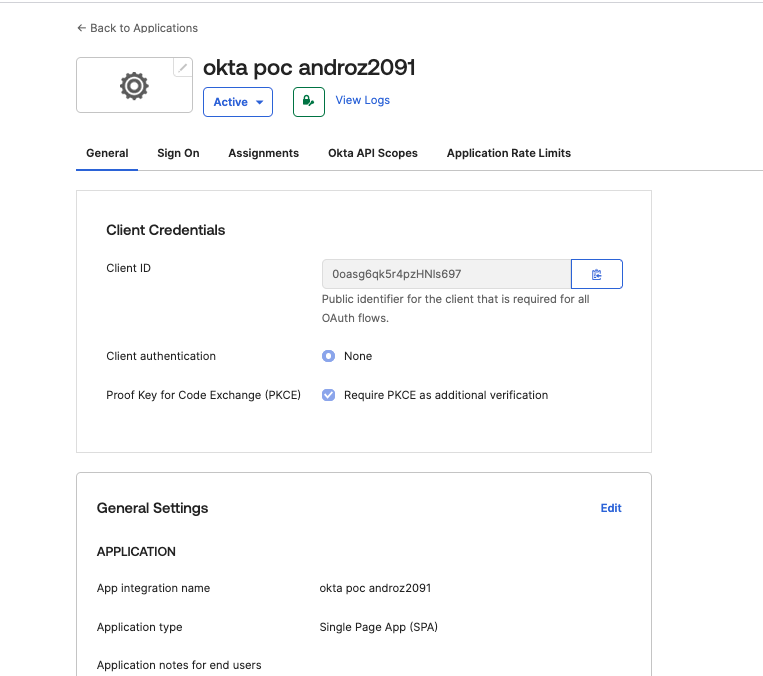 ← Back to Applications
okta poc androz2091
Active
View Logs
General Sign On Assignments Okta API Scopes Application Rate Limits
Client Credentials
Client ID
0oasg6qk5r4pzHNls697
Public identifier for the client that is required for all
OAuth flows.
Client authentication
None
Proof Key for Code Exchange (PKCE)
Require PKCE as additional verification
General Settings
Edit
APPLICATION
App integration name
okta poc androz2091
Application type
Single Page App (SPA)
Application notes for end users